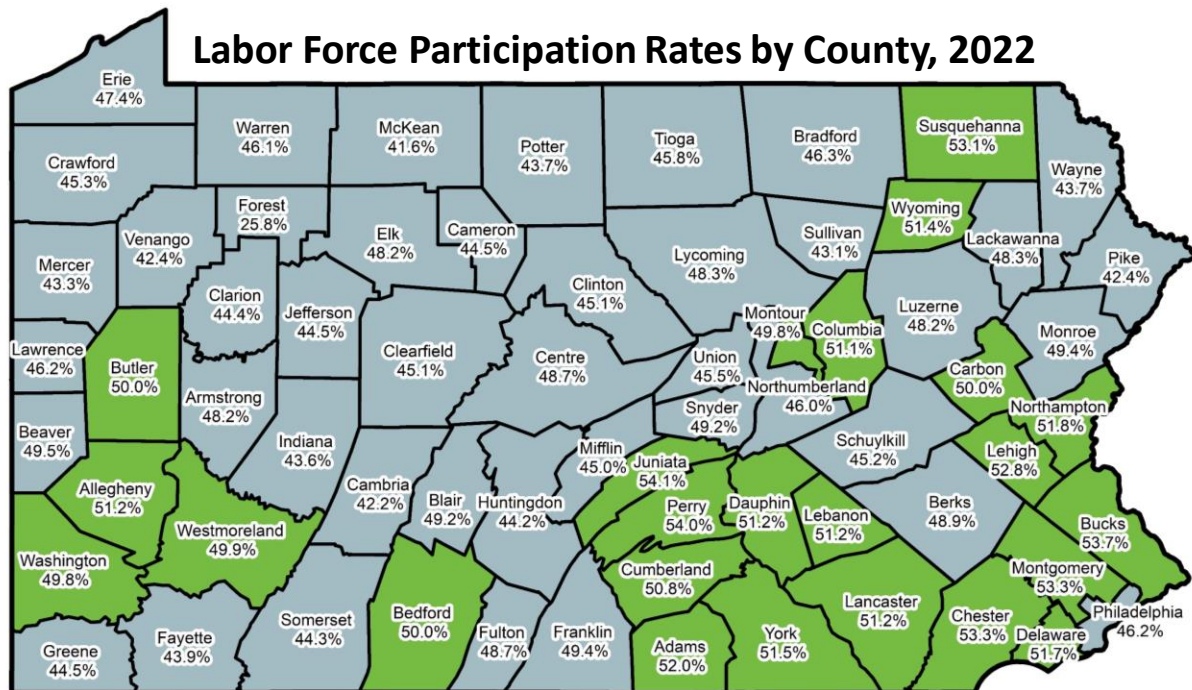 Labor Force Participation Rates by County, 2022
Erie
47.4%
Warren
46.1%
McKean
41.6%
Potter
43.7%
Tioga
45.8%
Bradford
46.3%
Susquehanna
53.1%
Wayne
43.7%
Crawford
45.3%
Forest
25.8%
Venango
42.4%
Elk
48.2%
Cameron
44.5%
Lycoming
48.3%
Sullivan
43.1%
Wyoming
51.4%
Lackawanna
48.3%
Pike
42.4%
Mercer
43.3%
Clarion
44.4%
Jefferson
44.5%
Clinton
45.1%
Montour
49.8%
Columbia
51.1%
Luzerne
48.2%
Monroe
49.4%
Lawrence
46.2%
Butler
50.0%
Armstrong
48.2%
Clearfield
45.1%
Centre
48.7%
Union
45.5%
Northumberland
46.0%
Carbon
50.0%
Northampton
51.8%
Beaver
49.5%
Indiana
43.6%
Snyder
49.2%
Mifflin
45.0%
Schuylkill
45.2%
Lehigh
52.8%
Allegheny
51.2%
Westmoreland
49.9%
Cambria
42.2%
Blair
49.2%
Huntingdon
44.2%
Juniata
54.1%
Perry
54.0%
Dauphin
51.2%
Lebanon
51.2%
Berks
48.9%
Bucks
53.7%
Washington
49.8%
Cumberland
50.8%
Montgomery
53.3%
Greene
44.5%
Fayette
43.9%
Somerset
44.3%
Bedford
50.0%
Fulton
48.7%
Franklin
49.4%
Adams
52.0%
York
51.5%
Lancaster
51.2%
Chester
53.3%
Delaware
51.7%
Philadelphia
46.2%